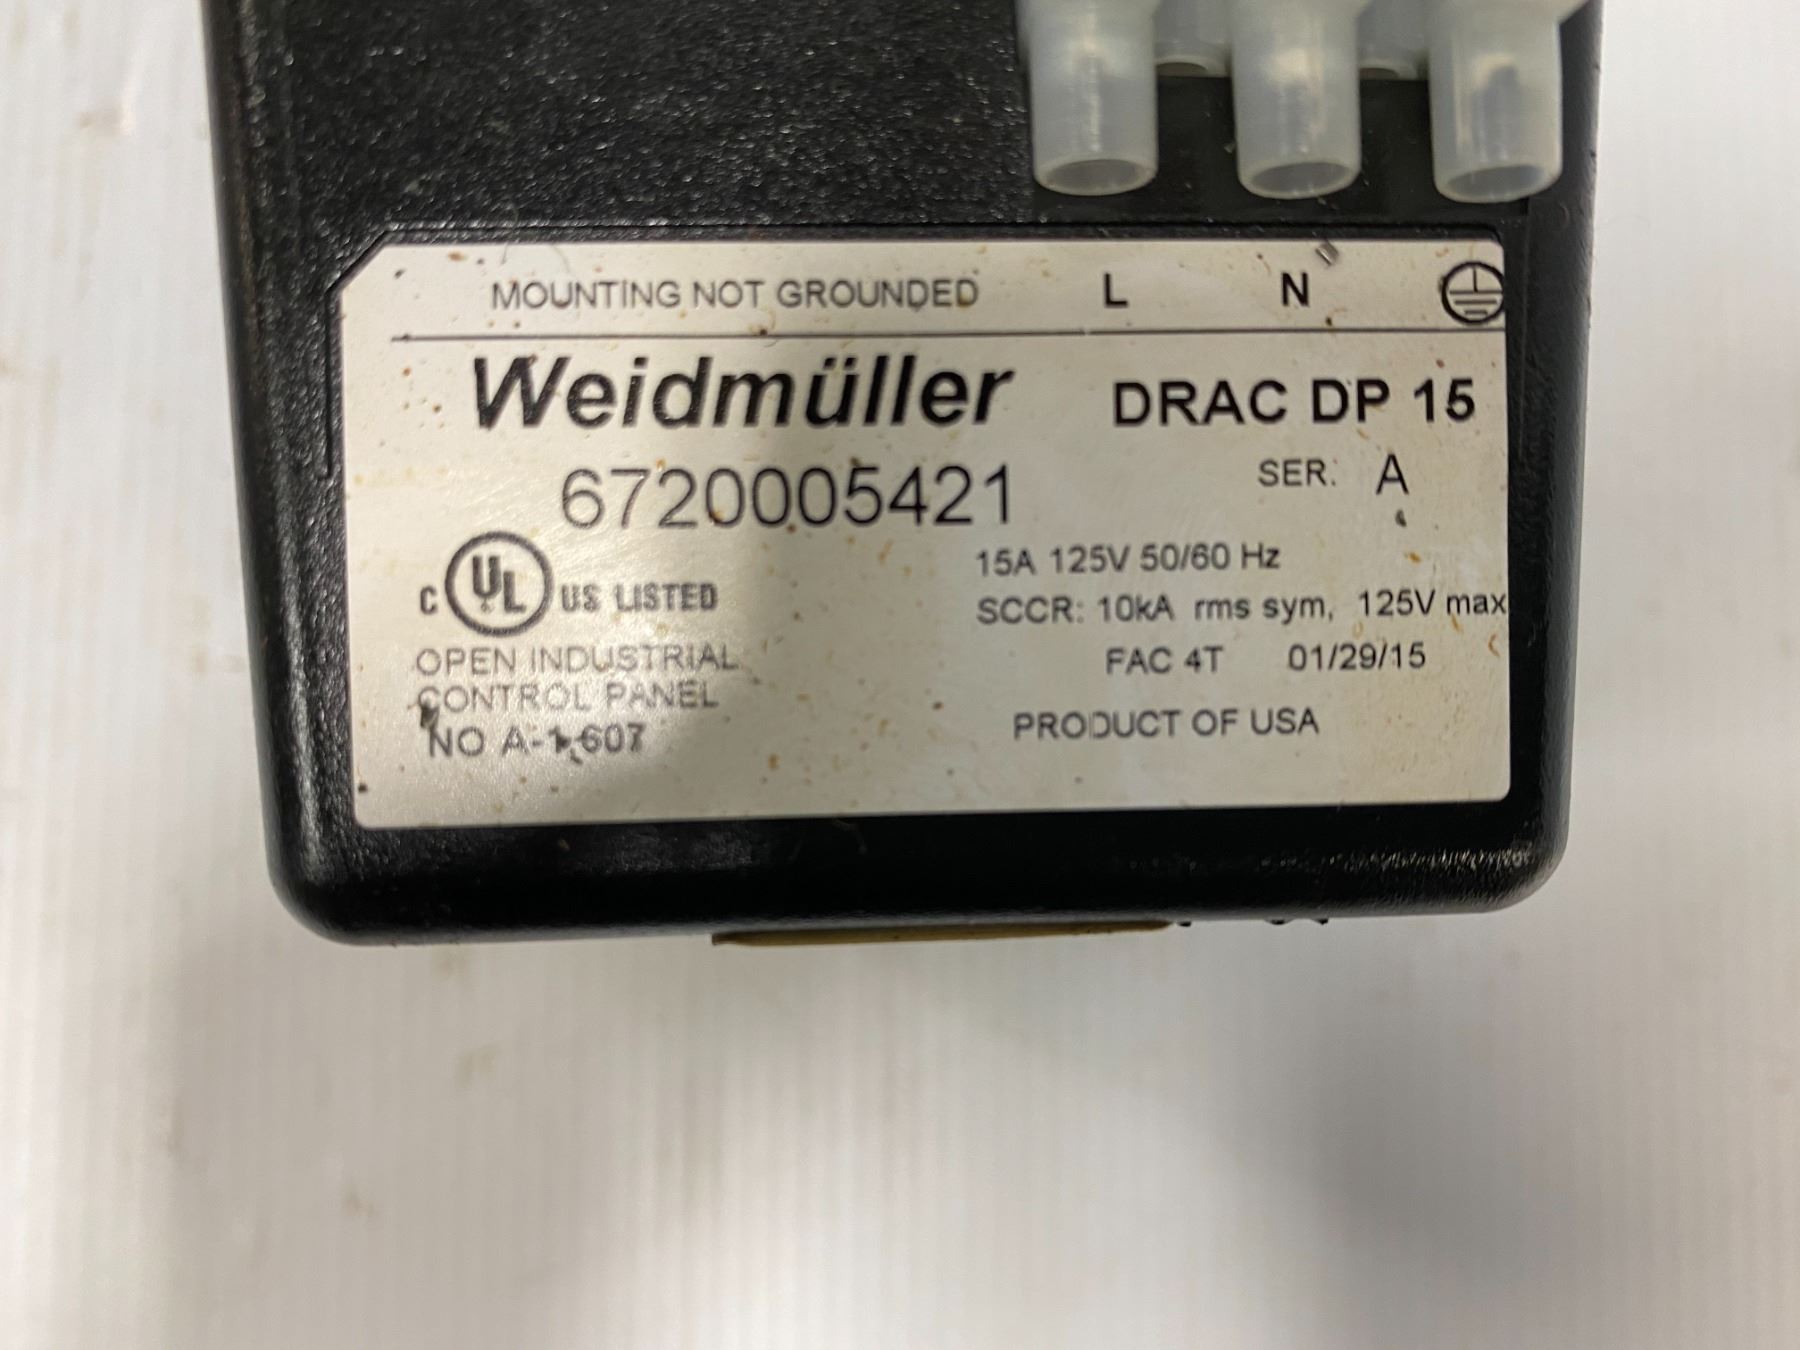 MOUNTING NOT GROUNDED L N
Weidmüller DRAC DP 15
6720005421 SER. A
15A 125V 50/60 Hz
C UL US LISTED
SCCR: 10kA rms sym, 125V max
OPEN INDUSTRIAL
FAC 4T 01/29/15
CONTROL PANEL
PRODUCT OF USA
NO A-